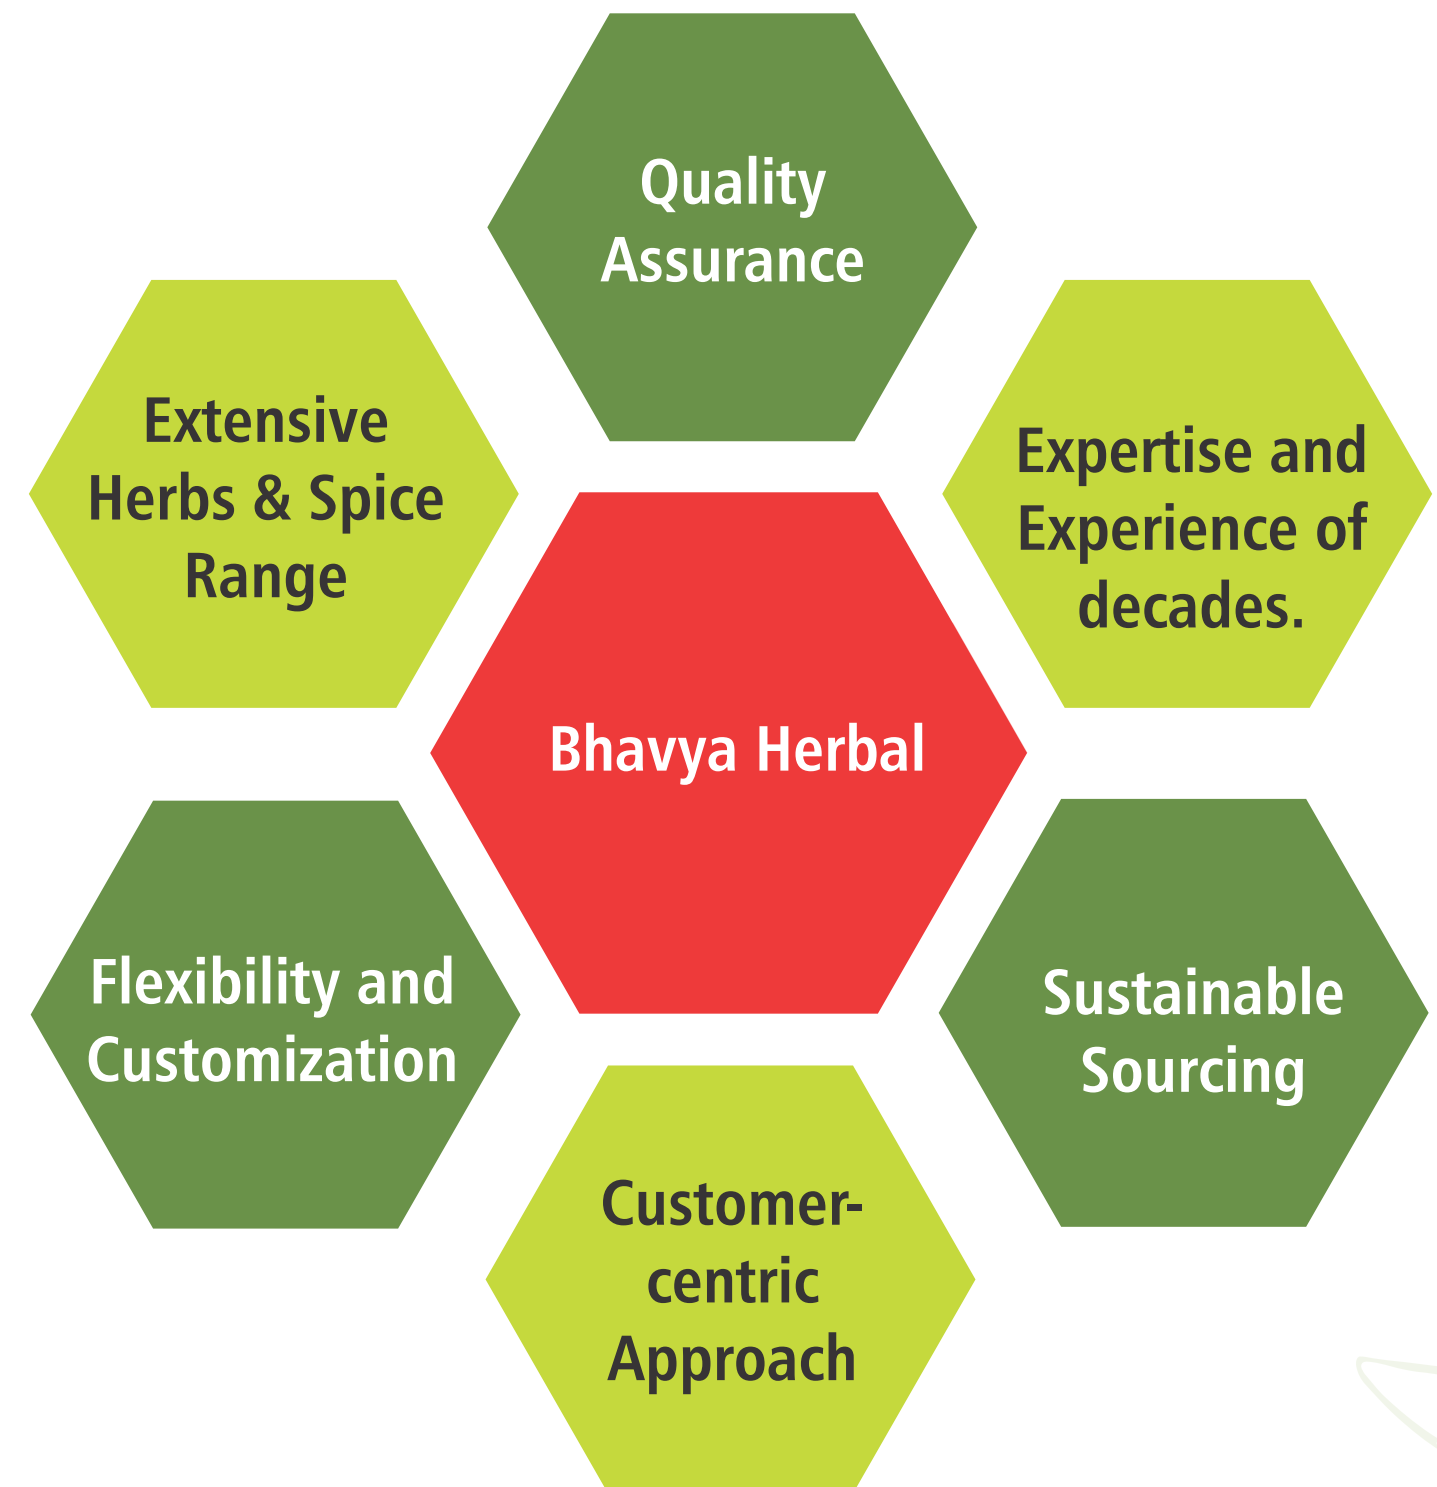 Quality
Assurance
Extensive
Herbs & Spice
Range
Expertise and
Experience of
decades.
Bhavya Herbal
Flexibility and
Customization
Sustainable
Sourcing
Customer-
centric
Approach